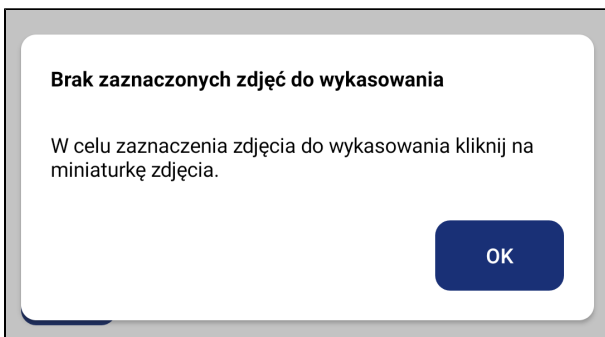 Brak zaznaczonych zdjęć do wykasowania
W celu zaznaczenia zdjęcia do wykasowania kliknij na
miniaturkę zdjęcia.
OK